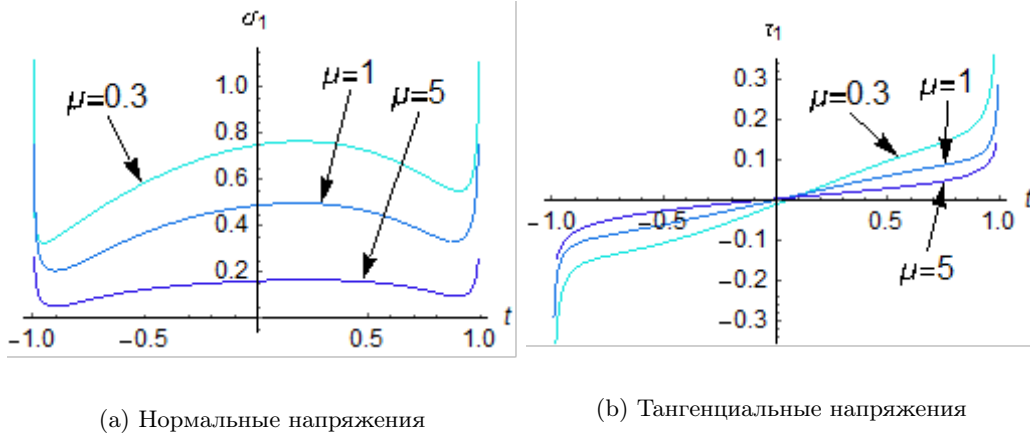 σ₁
1.0
0.8
0.6
0.4
0.2
μ=0.3
μ=1
μ=5
-1.0 -0.5 0.5 1.0 t
(a) Нормальные напряжения
τ₁
0.3
0.2
0.1
-0.1
-0.2
-0.3
μ=0.3
μ=1
μ=5
-1.0 -0.5 0.5 1.0 t
(b) Тангенциальные напряжения